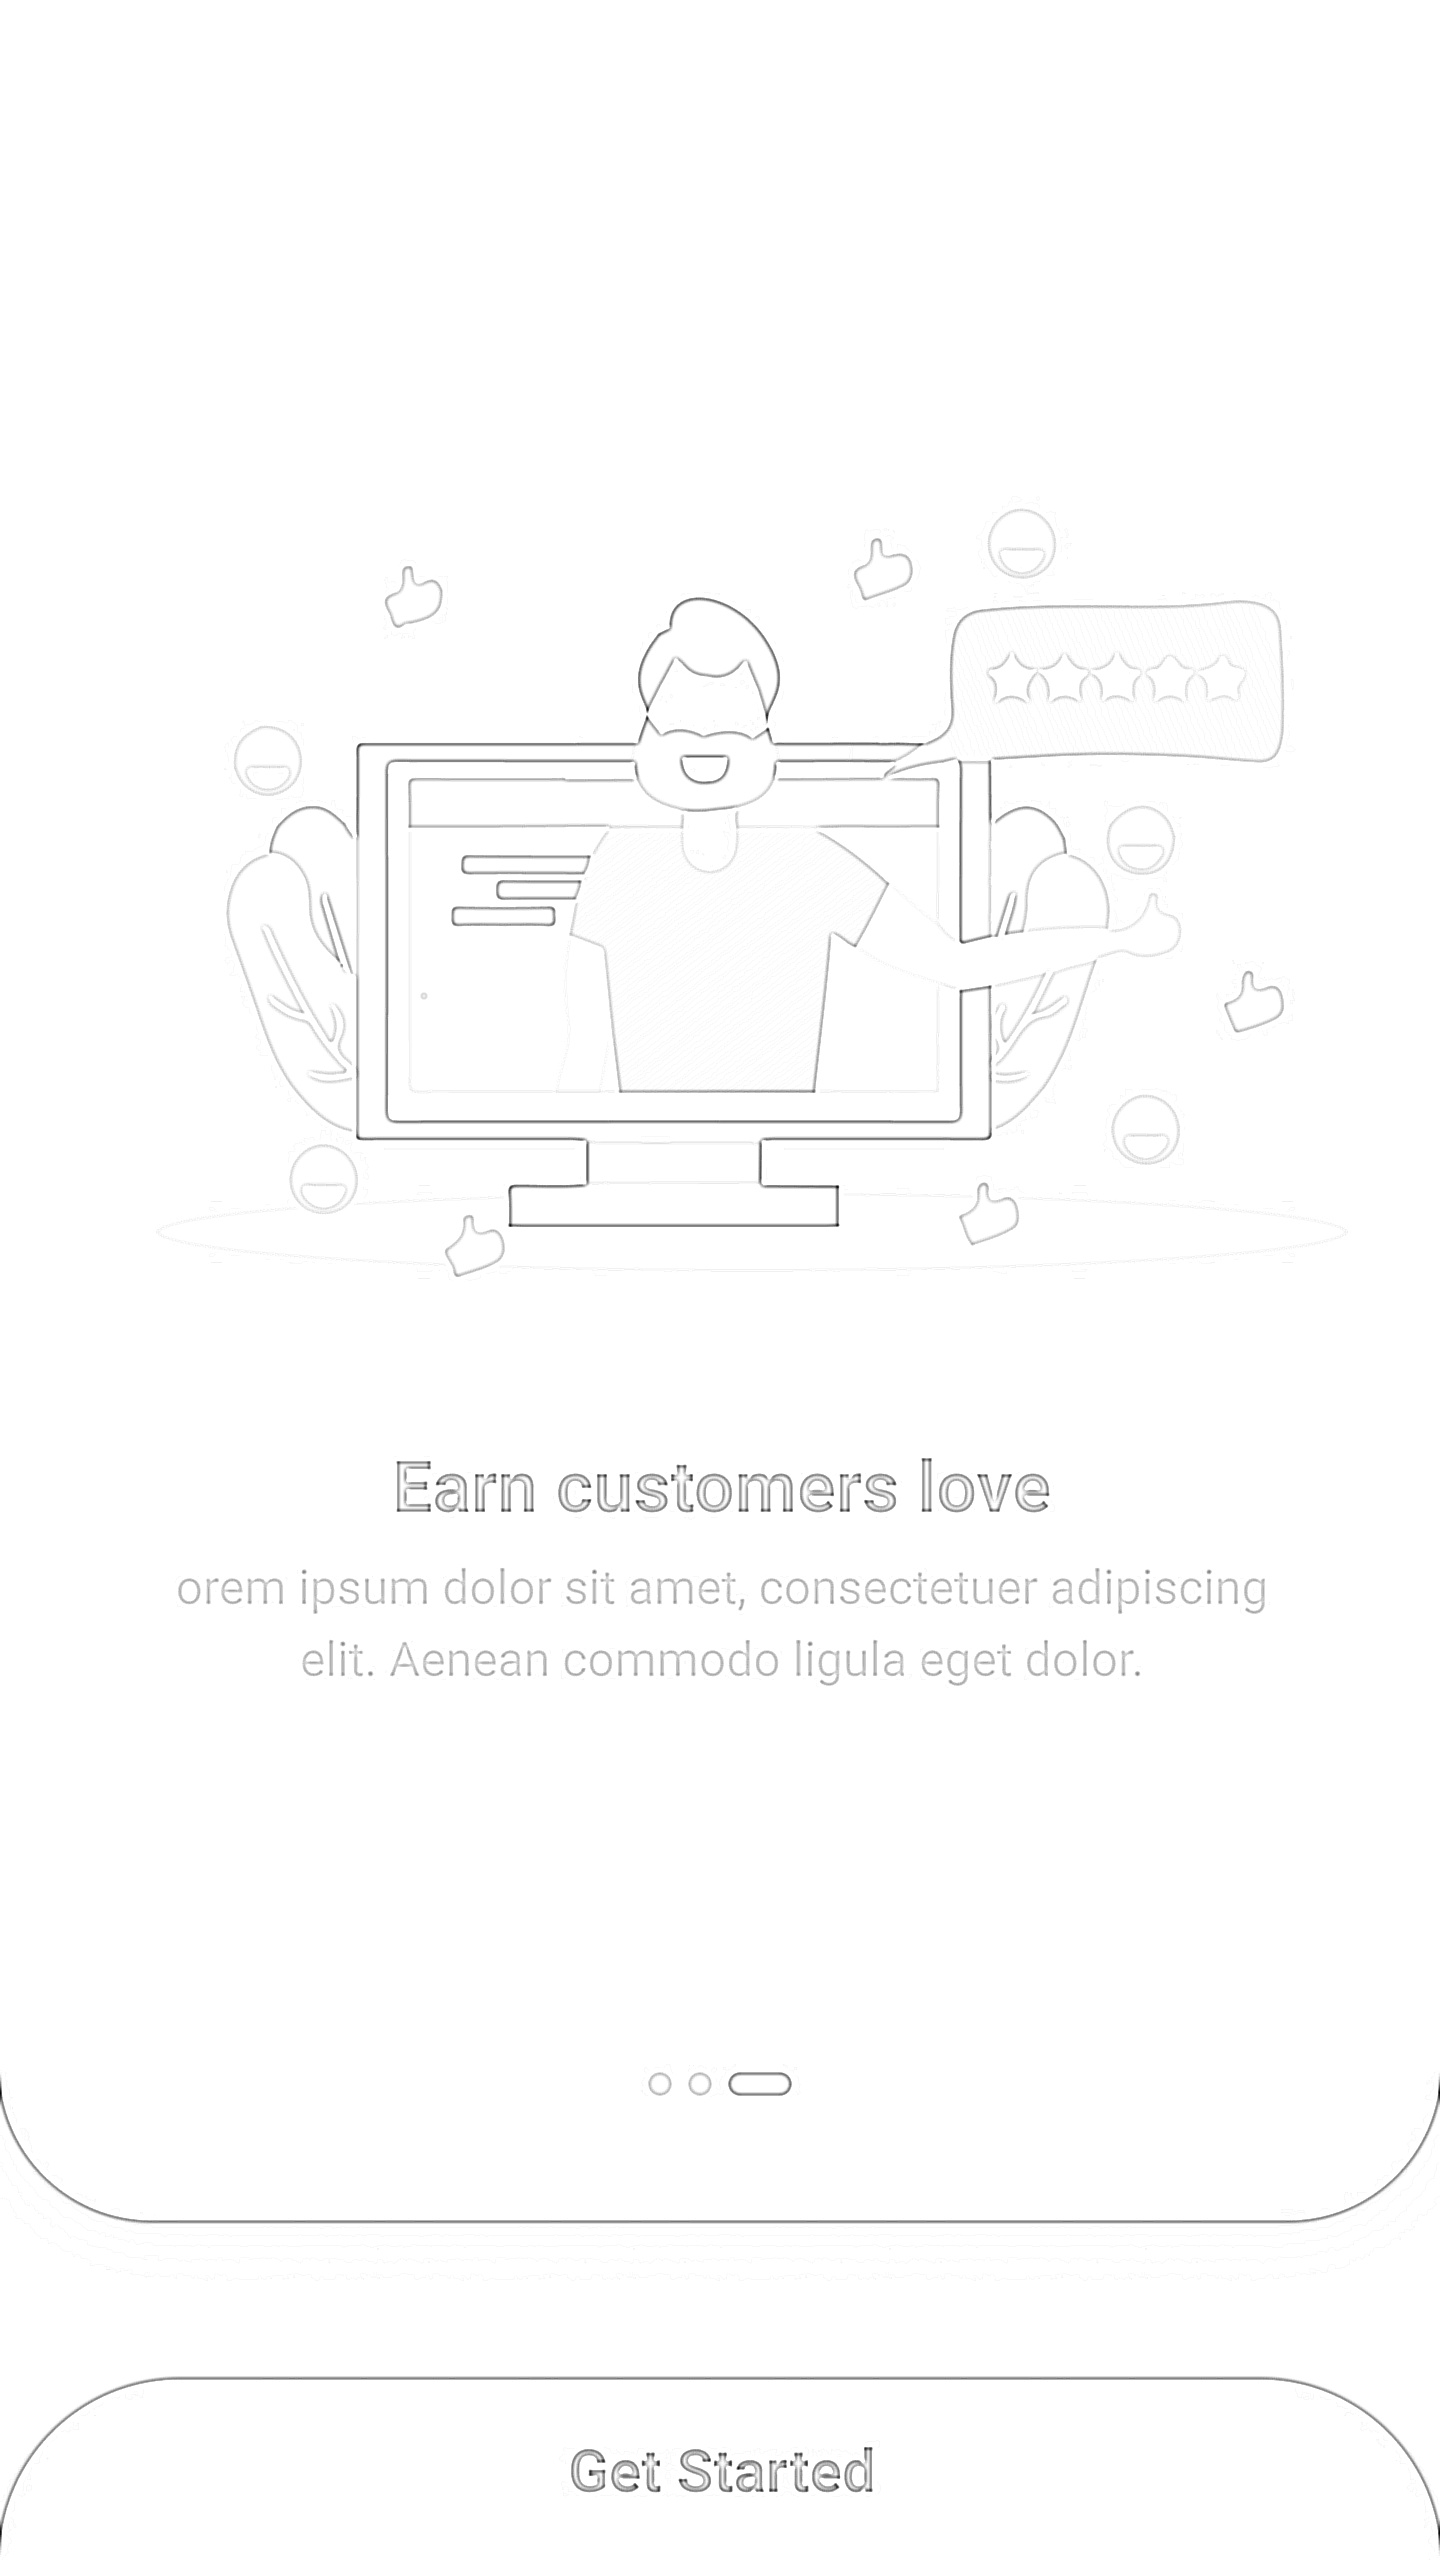 Earn customers love
orem ipsum dolor sit amet, consectetuer adipiscing
elit. Aenean commodo ligula eget dolor.
Get Started